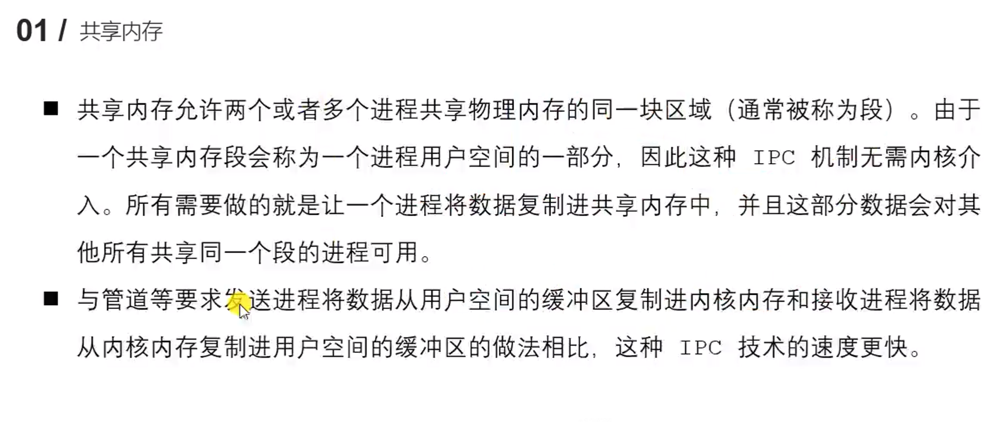 01 / 共享内存
■ 共享内存允许两个或者多个进程共享物理内存的同一块区域（通常被称为段）。由于
一个共享内存段会称为一个进程用户空间的一部分，因此这种 IPC 机制无需内核介
入。所有需要做的就是让一个进程将数据复制进共享内存中，并且这部分数据会对其
他所有共享同一个段的进程可用。
■ 与管道等要求发送进程将数据从用户空间的缓冲区复制进内核内存和接收进程将数据
从内核内存复制进用户空间的缓冲区的做法相比，这种 IPC 技术的速度更快。